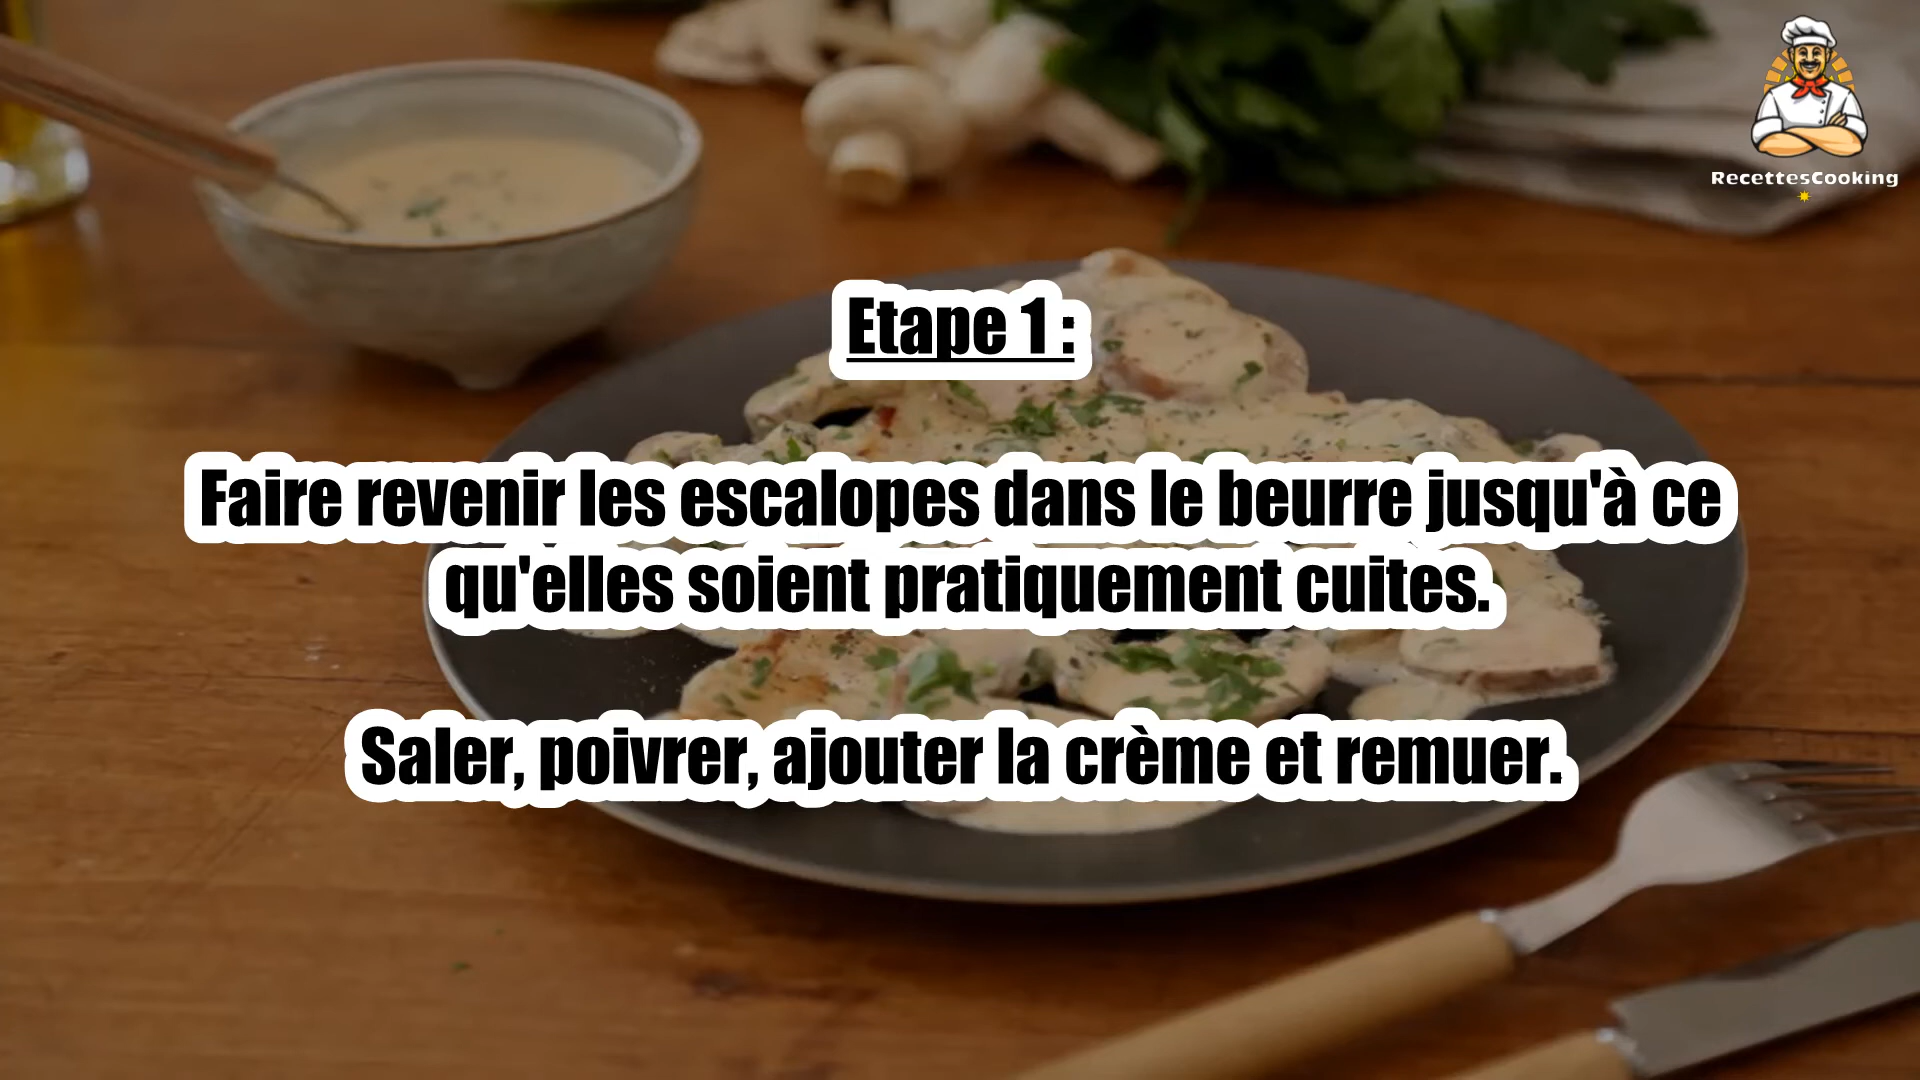 RecettesCooking
Etape 1 :
Faire revenir les escalopes dans le beurre jusqu'à ce
qu'elles soient pratiquement cuites.
Saler, poivrer, ajouter la crème et remuer.